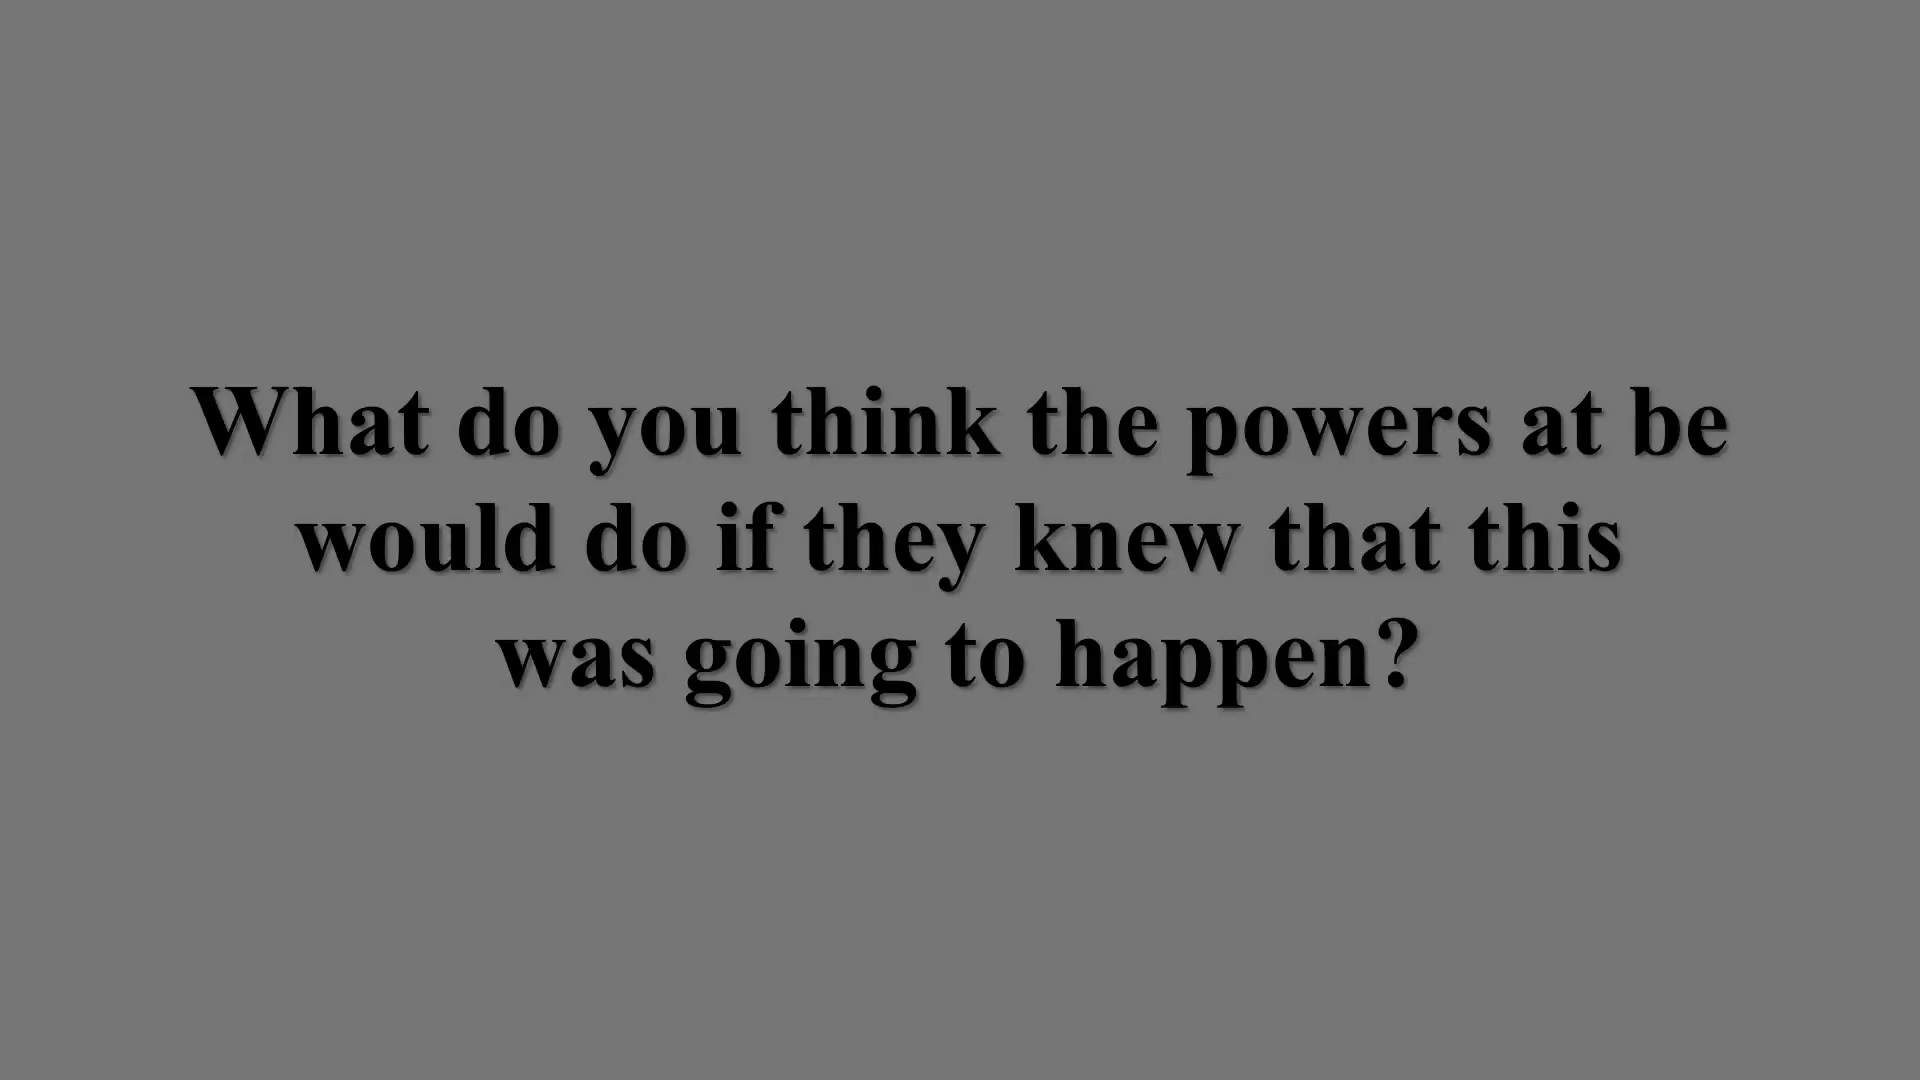 What do you think the powers at be
would do if they knew that this
was going to happen?